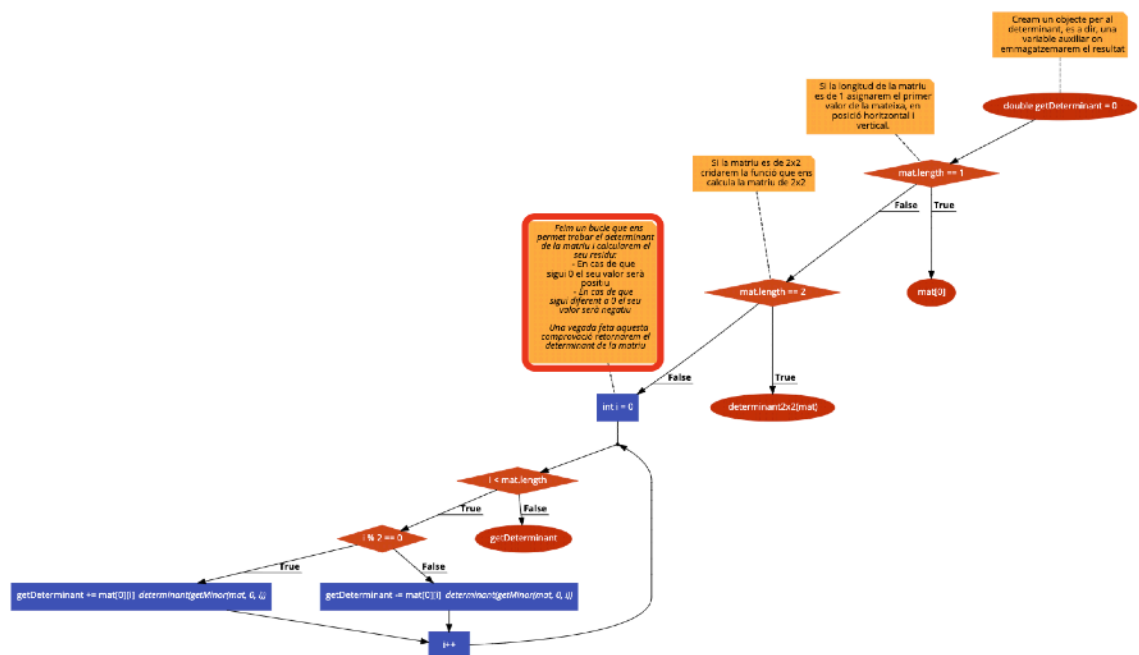 Cream un objecte per al
determinant, es a dir, una
variable auxiliar on
emmagatzemarem el resultat
double getDeterminant = 0
Si la longitud de la matriu
es de 1 asignarem el primer
valor de la mateixa, en
posició horitzontal i
vertical.
mat.length == 1
False
True
mat[0]
Si la matriu es de 2x2
cridarem la funció que ens
calcula la matriu de 2x2
mat.length == 2
False
True
determinant2x2(mat)
Feim un bucle que ens
permet trobar el determinant
de la matriu i calcularem el
seu residu:
- En cas de que
sigui 0 el seu valor serà
positiu
- En cas de que
sigui diferent a 0 el seu
valor serà negatiu
Una vegada feta aquesta
comprovació retornarem el
determinant de la matriu
int i = 0
i < mat.length
True
False
getDeterminant
i % 2 == 0
True
False
getDeterminant += mat[0][i] determinant(getMinor(mat, 0, i))
getDeterminant -= mat[0][i] determinant(getMinor(mat, 0, i))
i++